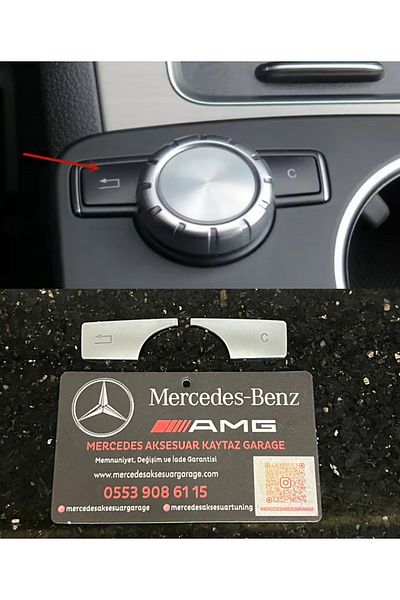 C
C
Mercedes-Benz
AMG
MERCEDES AKSESUAR KAYTAZ GARAGE
Memnuniyet, Değişim ve İade Garantisi
www.mercedesaksesuargarage.com
0553 908 61 15
mercedesaksesuargarage mercedesaksesuartuning
@MERCEDESAKSESUARGARAGE